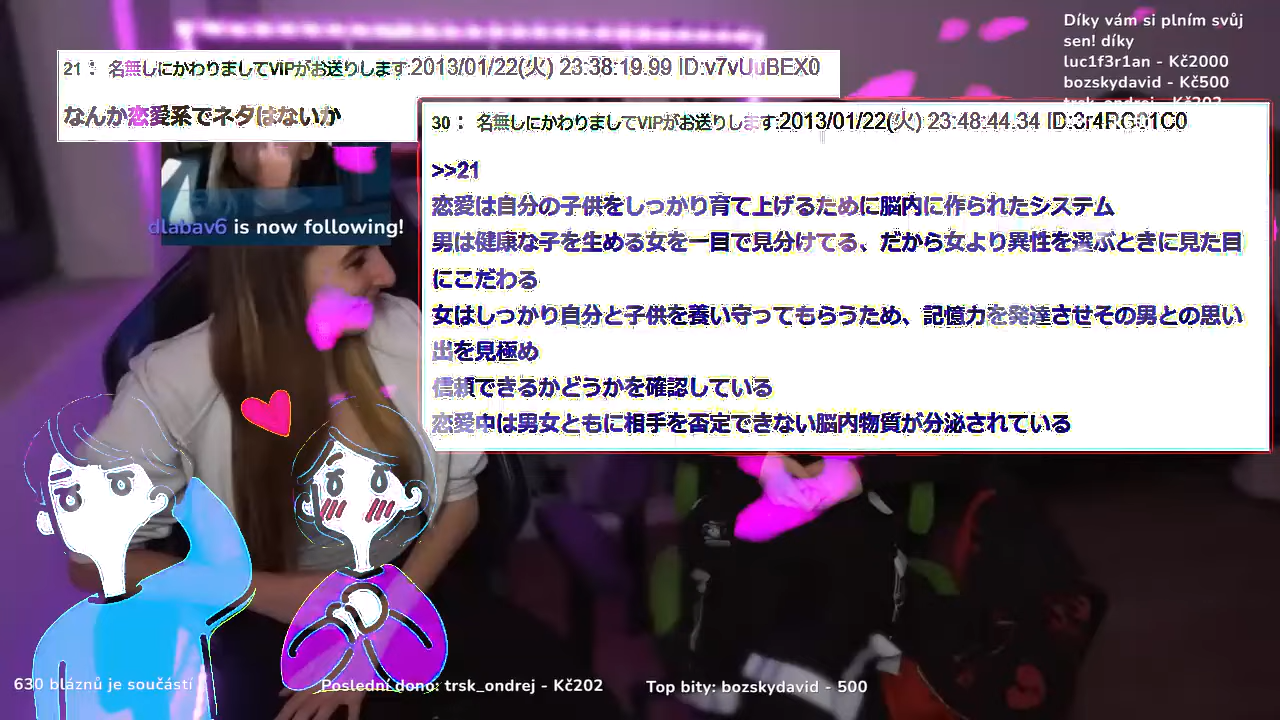 Díky vám si plním svůj
sen! díky
luc1f3r1an - Kč2000
bozskydavid - Kč500
trsk_ondrej - Kč202
21： 名無しにかわりましてVIPがお送りします:2013/01/22(火) 23:38:19.99 ID:v7vUuBEX0
なんか恋愛系でネタはないか
30： 名無しにかわりましてVIPがお送りします:2013/01/22(火) 23:48:44.34 ID:3r4RG01C0
>>21
恋愛は自分の子供をしっかり育て上げるために脳内に作られたシステム
男は健康な子を生める女を一目で見分けてる、だから女より異性を選ぶときに見た目
にこだわる
女はしっかり自分と子供を養い守ってもらうため、記憶力を発達させその男との思い
出を見極め
信頼できるかどうかを確認している
恋愛中は男女ともに相手を否定できない脳内物質が分泌されている
dlabav6 is now following!
630 bláznů je součástí
Poslední dono: trsk_ondrej - Kč202
Top bity: bozskydavid - 500